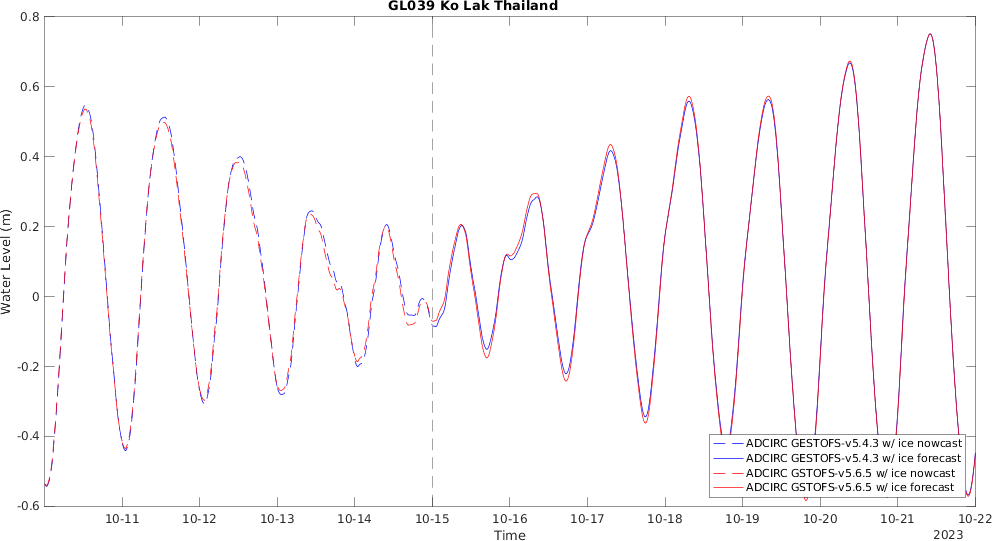 GL039 Ko Lak Thailand
0.8
0.6
0.4
0.2
0
-0.2
-0.4
-0.6
Water Level (m)
ADCIRC GESTOFS-v5.4.3 w/ ice nowcast
ADCIRC GESTOFS-v5.4.3 w/ ice forecast
ADCIRC GSTOFS-v5.6.5 w/ ice nowcast
ADCIRC GSTOFS-v5.6.5 w/ ice forecast
10-11 10-12 10-13 10-14 10-15 10-16 10-17 10-18 10-19 10-20 10-21 10-22
Time
2023